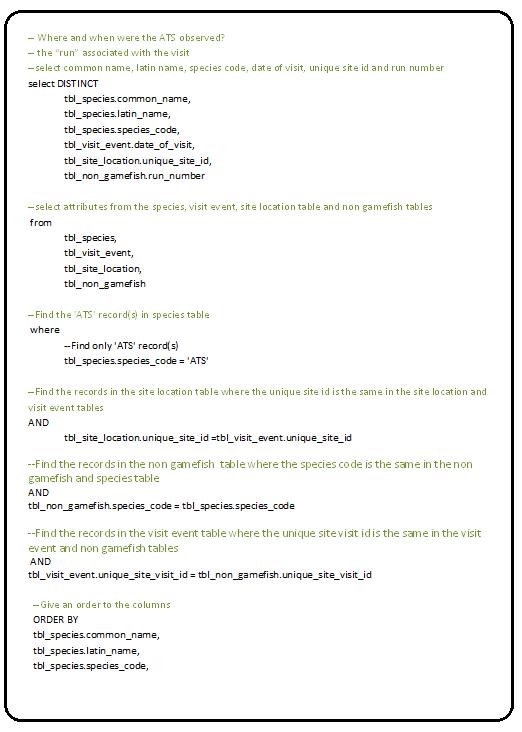 -- Where and when were the ATS observed?
-- the "run" associated with the visit
--select common name, latin name, species code, date of visit, unique site id and run number
select DISTINCT
tbl_species.common_name,
tbl_species.latin_name,
tbl_species.species_code,
tbl_visit_event.date_of_visit,
tbl_site_location.unique_site_id,
tbl_non_gamefish.run_number
--select attributes from the species, visit event, site location table and non gamefish tables
from
tbl_species,
tbl_visit_event,
tbl_site_location,
tbl_non_gamefish
--Find the 'ATS' record(s) in species table
where
--Find only 'ATS' record(s)
tbl_species.species_code = 'ATS'
--Find the records in the site location table where the unique site id is the same in the site location and
visit event tables
AND
tbl_site_location.unique_site_id =tbl_visit_event.unique_site_id
--Find the records in the non gamefish table where the species code is the same in the non
gamefish and species table
AND
tbl_non_gamefish.species_code = tbl_species.species_code
--Find the records in the visit event table where the unique site visit id is the same in the visit
event and non gamefish tables
AND
tbl_visit_event.unique_site_visit_id = tbl_non_gamefish.unique_site_visit_id
--Give an order to the columns
ORDER BY
tbl_species.common_name,
tbl_species.latin_name,
tbl_species.species_code,